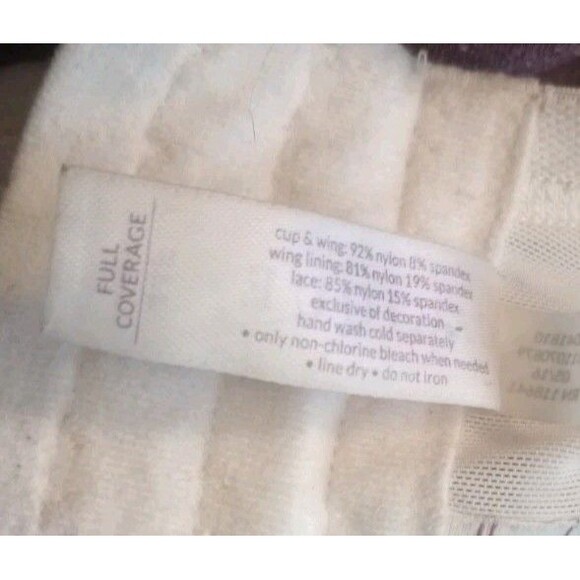 FULL
COVERAGE
cup & wing: 92% nylon 8% spandex
wing lining: 81% nylon 19% spandex
lace: 85% nylon 15% spandex
exclusive of decoration
hand wash cold separately
• only non-chlorine bleach when needed
• line dry • do not iron